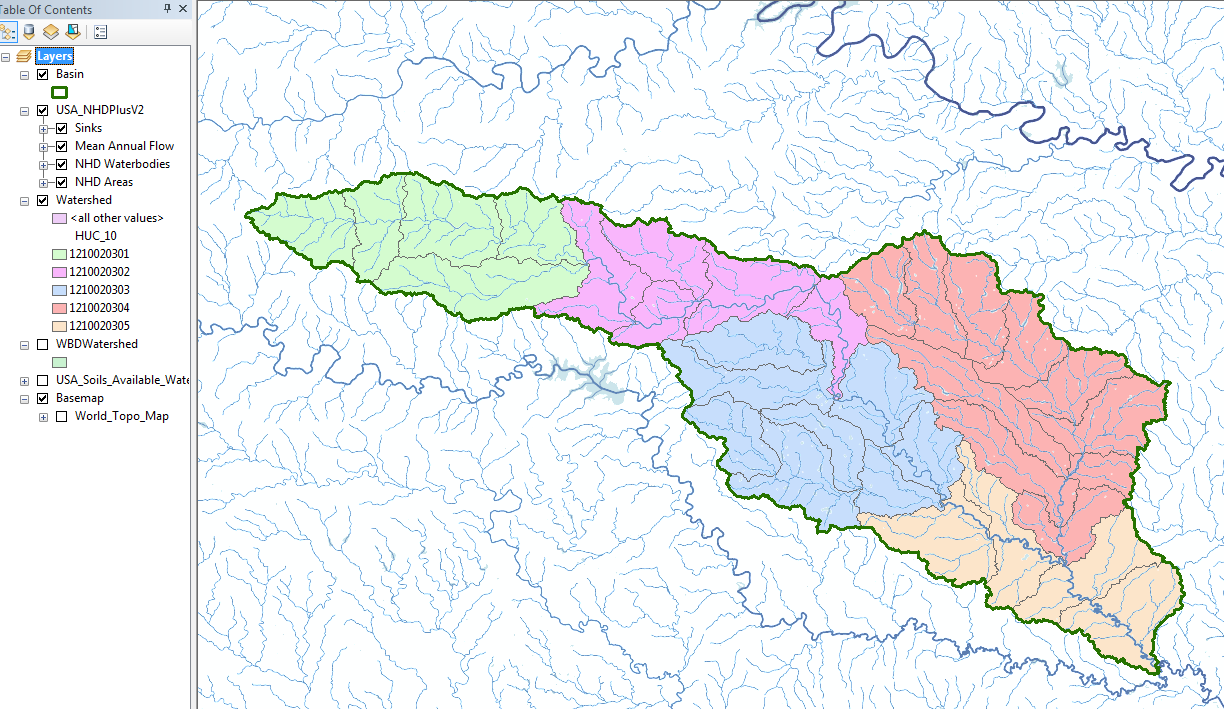 Table Of Contents
Layers
Basin
USA_NHDPlusV2
Sinks
Mean Annual Flow
NHD Waterbodies
NHD Areas
Watershed
<all other values>
HUC_10
1210020301
1210020302
1210020303
1210020304
1210020305
WBDWatershed
USA_Soils_Available_Wate
Basemap
World_Topo_Map